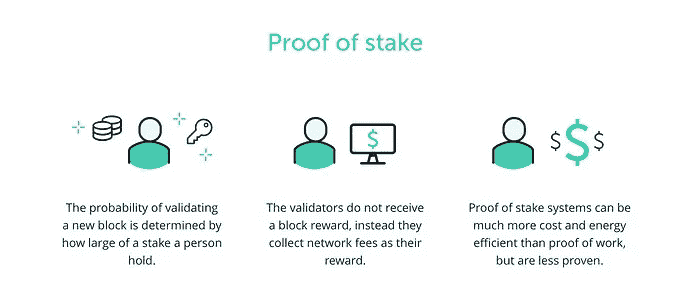 Proof of stake
The probability of validating
a new block is determined by
how large of a stake a person
hold.
The validators do not receive
a block reward, instead they
collect network fees as their
reward.
Proof of stake systems can be
much more cost and energy
efficient than proof of work,
but are less proven.